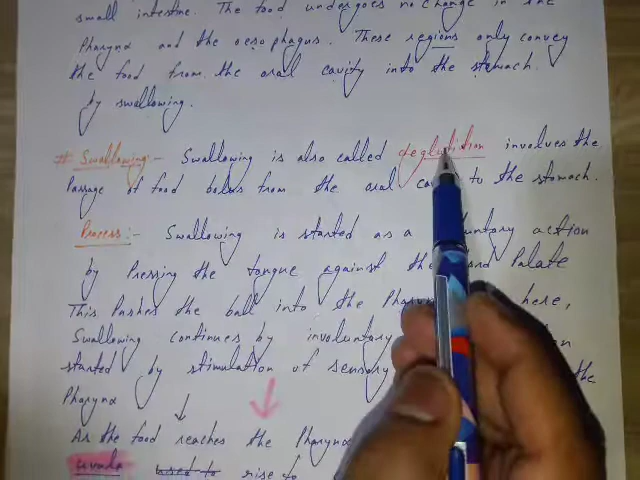 small intestine. The food undergoes no change in the
Pharynx and the oesophagus. These regions only convey
the food from the oral cavity into the stomach.
by swallowing.
# Swallowing:- Swallowing is also called deglutition involves the
Passage of food bolus from the oral to the stomach.
Process:- Swallowing is started as a action
by Pressing the tongue against the Palate
This Pushes the ball into the here,
Swallowing continues by involuntary
started by stimulation of sensory the
Pharynx
As the food reaches the Pharynx
uvula used to rise to